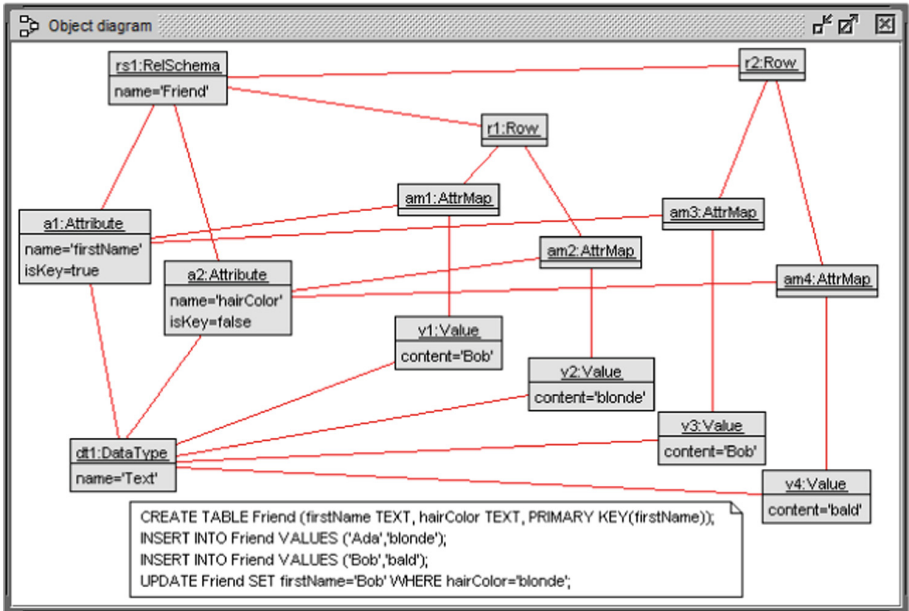 Object diagram
rs1:RelSchema
name='Friend'
r2:Row
r1:Row
am1:AttrMap
am3:AttrMap
a1:Attribute
name='firstName'
isKey=true
am2:AttrMap
a2:Attribute
name='hairColor'
isKey=false
am4:AttrMap
v1:Value
content='Bob'
v2:Value
content='blonde'
v3:Value
content='Bob'
dt1:DataType
name='Text'
v4:Value
content='bald'
CREATE TABLE Friend (firstName TEXT, hairColor TEXT, PRIMARY KEY(firstName));
INSERT INTO Friend VALUES ('Ada','blonde');
INSERT INTO Friend VALUES ('Bob','bald');
UPDATE Friend SET firstName='Bob' WHERE hairColor='blonde';